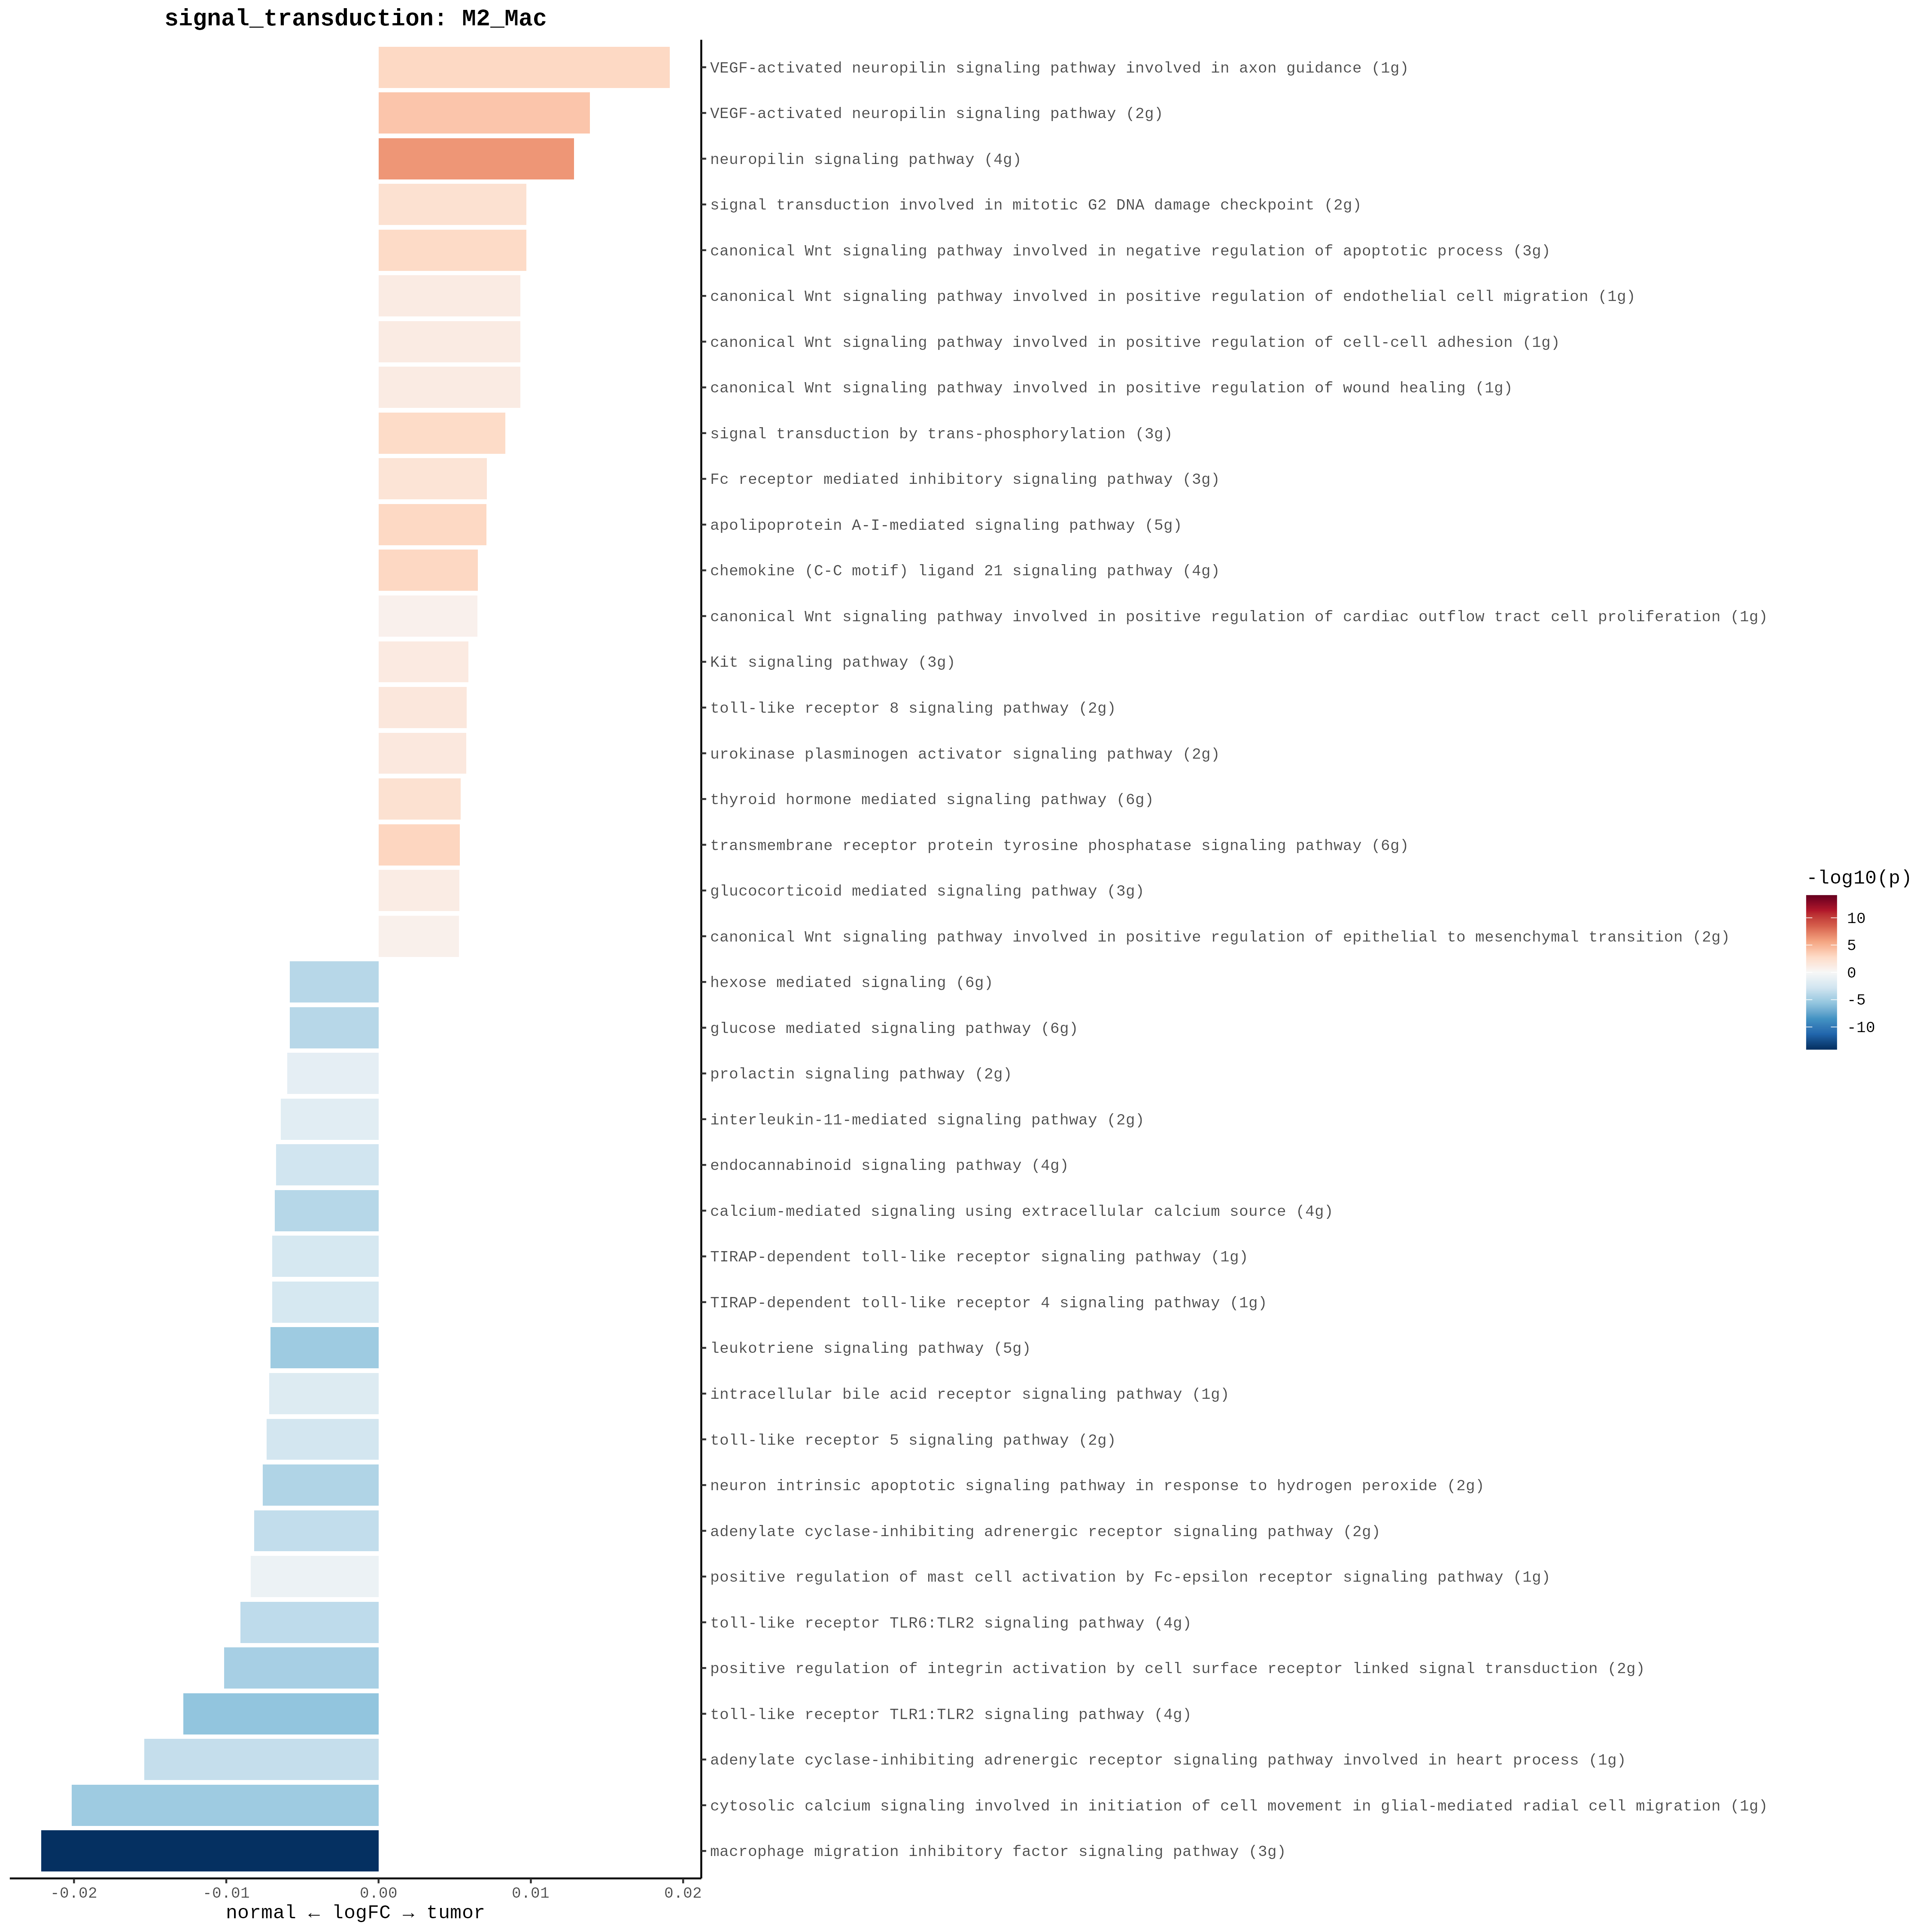 signal_transduction: M2_Mac
VEGF-activated neuropilin signaling pathway involved in axon guidance (1g)
VEGF-activated neuropilin signaling pathway (2g)
neuropilin signaling pathway (4g)
signal transduction involved in mitotic G2 DNA damage checkpoint (2g)
canonical Wnt signaling pathway involved in negative regulation of apoptotic process (3g)
canonical Wnt signaling pathway involved in positive regulation of endothelial cell migration (1g)
canonical Wnt signaling pathway involved in positive regulation of cell-cell adhesion (1g)
canonical Wnt signaling pathway involved in positive regulation of wound healing (1g)
signal transduction by trans-phosphorylation (3g)
Fc receptor mediated inhibitory signaling pathway (3g)
apolipoprotein A-I-mediated signaling pathway (5g)
chemokine (C-C motif) ligand 21 signaling pathway (4g)
canonical Wnt signaling pathway involved in positive regulation of cardiac outflow tract cell proliferation (1g)
Kit signaling pathway (3g)
toll-like receptor 8 signaling pathway (2g)
urokinase plasminogen activator signaling pathway (2g)
thyroid hormone mediated signaling pathway (6g)
transmembrane receptor protein tyrosine phosphatase signaling pathway (6g)
glucocorticoid mediated signaling pathway (3g)
canonical Wnt signaling pathway involved in positive regulation of epithelial to mesenchymal transition (2g)
hexose mediated signaling (6g)
glucose mediated signaling pathway (6g)
prolactin signaling pathway (2g)
interleukin-11-mediated signaling pathway (2g)
endocannabinoid signaling pathway (4g)
calcium-mediated signaling using extracellular calcium source (4g)
TIRAP-dependent toll-like receptor signaling pathway (1g)
TIRAP-dependent toll-like receptor 4 signaling pathway (1g)
leukotriene signaling pathway (5g)
intracellular bile acid receptor signaling pathway (1g)
toll-like receptor 5 signaling pathway (2g)
neuron intrinsic apoptotic signaling pathway in response to hydrogen peroxide (2g)
adenylate cyclase-inhibiting adrenergic receptor signaling pathway (2g)
positive regulation of mast cell activation by Fc-epsilon receptor signaling pathway (1g)
toll-like receptor TLR6:TLR2 signaling pathway (4g)
positive regulation of integrin activation by cell surface receptor linked signal transduction (2g)
toll-like receptor TLR1:TLR2 signaling pathway (4g)
adenylate cyclase-inhibiting adrenergic receptor signaling pathway involved in heart process (1g)
cytosolic calcium signaling involved in initiation of cell movement in glial-mediated radial cell migration (1g)
macrophage migration inhibitory factor signaling pathway (3g)
-0.02 -0.01 0.00 0.01 0.02
normal ← logFC → tumor
-log10(p)
10
5
0
-5
-10